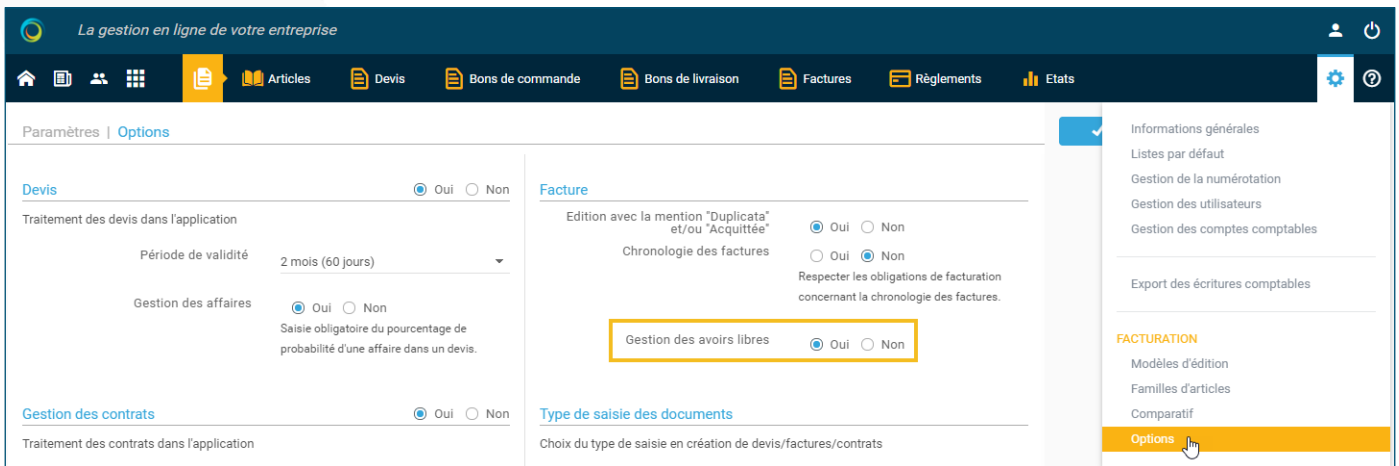 La gestion en ligne de votre entreprise
Articles
Devis
Bons de commande
Bons de livraison
Factures
Règlements
Etats
Paramètres | Options
Devis
Oui Non
Traitement des devis dans l'application
Période de validité
2 mois (60 jours)
Gestion des affaires
Oui Non
Saisie obligatoire du pourcentage de
probabilité d'une affaire dans un devis.
Gestion des contrats
Oui Non
Traitement des contrats dans l'application
Facture
Edition avec la mention "Duplicata"
et/ou "Acquittée"
Oui Non
Chronologie des factures
Oui Non
Respecter les obligations de facturation
concernant la chronologie des factures.
Gestion des avoirs libres
Oui Non
Type de saisie des documents
Choix du type de saisie en création de devis/factures/contrats
Informations générales
Listes par défaut
Gestion de la numérotation
Gestion des utilisateurs
Gestion des comptes comptables
Export des écritures comptables
FACTURATION
Modèles d'édition
Familles d'articles
Comparatif
Options